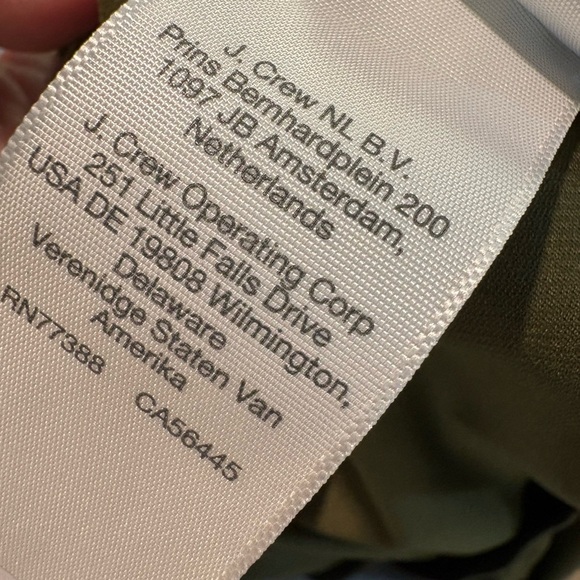 J. Crew NL B.V.
Prins Bernhardplein 200
1097 JB Amsterdam,
Netherlands
J. Crew Operating Corp
251 Little Falls Drive
USA DE 19808 Wilmington,
Delaware
Verenidge Staten Van
Amerika
RN77388 CA56445